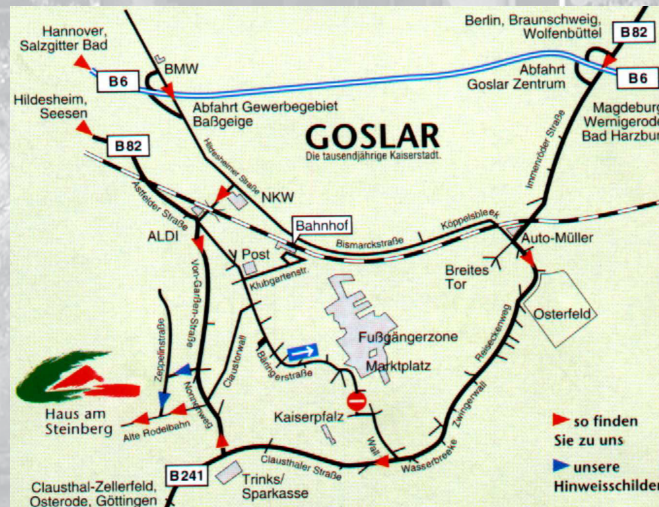 Hannover,
Salzgitter Bad
B6
BMW
Abfahrt Gewerbegebiet
Baßgeige
Berlin, Braunschweig,
Wolfenbüttel
B82
Abfahrt
Goslar Zentrum
B6
Magdeburg
Wernigerode
Bad Harzbur
Hildesheim,
Seesen
B82
GOSLAR
Die tausendjährige Kaiserstadt.
Hildesheimer Straße
Immenröder Straße
Astfelder Straße
NKW
ALDI
Bahnhof
Bismarckstraße
Köppelsbleek
Auto-Müller
Post
Klubgartenstr.
Breites
Tor
Osterfeld
Von-Garßen-Straße
Zeppelinstraße
Claustorwall
Bäringerstraße
Fußgängerzone
Marktplatz
Reiseckenweg
Zwingerwall
Haus am
Steinberg
Nonnenweg
Alte Rodelbahn
Kaiserpfalz
Wall
Wasserbreeke
Clausthaler Straße
so finden
Sie zu uns
unsere
Hinweisschilder
B241
Trinks/
Sparkasse
Clausthal-Zellerfeld,
Osterode, Göttingen